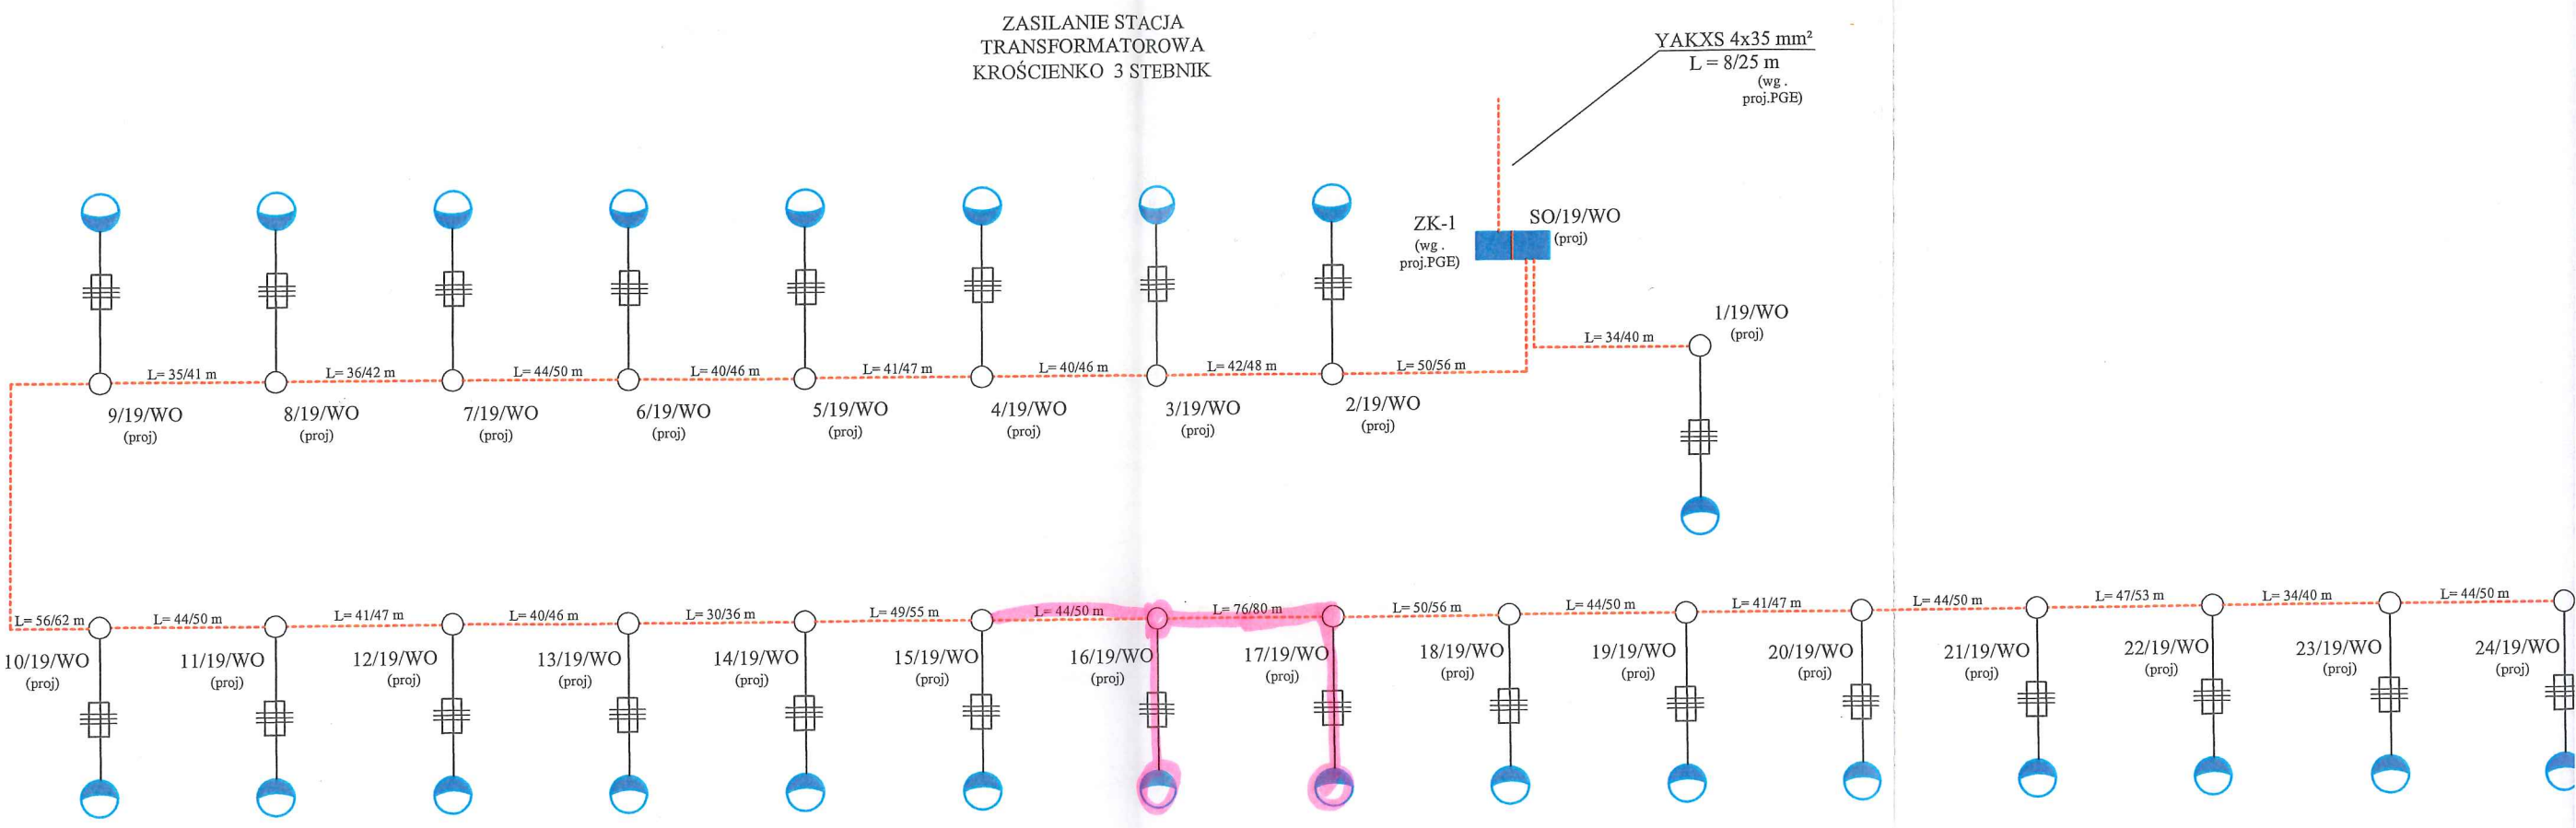 ZASILANIE STACJA
TRANSFORMATOROWA
KROŚCIENKO 3 STEBNIK
YAKXS 4x35 mm²
L = 8/25 m
(wg .
proj.PGE)
ZK-1
(wg .
proj.PGE)
SO/19/WO
(proj)
1/19/WO
(proj)
L= 34/40 m
L= 35/41 m
L= 36/42 m
L= 44/50 m
L= 40/46 m
L= 41/47 m
L= 40/46 m
L= 42/48 m
L= 50/56 m
9/19/WO
(proj)
8/19/WO
(proj)
7/19/WO
(proj)
6/19/WO
(proj)
5/19/WO
(proj)
4/19/WO
(proj)
3/19/WO
(proj)
2/19/WO
(proj)
L= 56/62 m
L= 44/50 m
L= 41/47 m
L= 40/46 m
L= 30/36 m
L= 49/55 m
L= 44/50 m
L= 76/80 m
L= 50/56 m
L= 44/50 m
L= 41/47 m
L= 44/50 m
L= 47/53 m
L= 34/40 m
L= 44/50 m
10/19/WO
(proj)
11/19/WO
(proj)
12/19/WO
(proj)
13/19/WO
(proj)
14/19/WO
(proj)
15/19/WO
(proj)
16/19/WO
(proj)
17/19/WO
(proj)
18/19/WO
(proj)
19/19/WO
(proj)
20/19/WO
(proj)
21/19/WO
(proj)
22/19/WO
(proj)
23/19/WO
(proj)
24/19/WO
(proj)